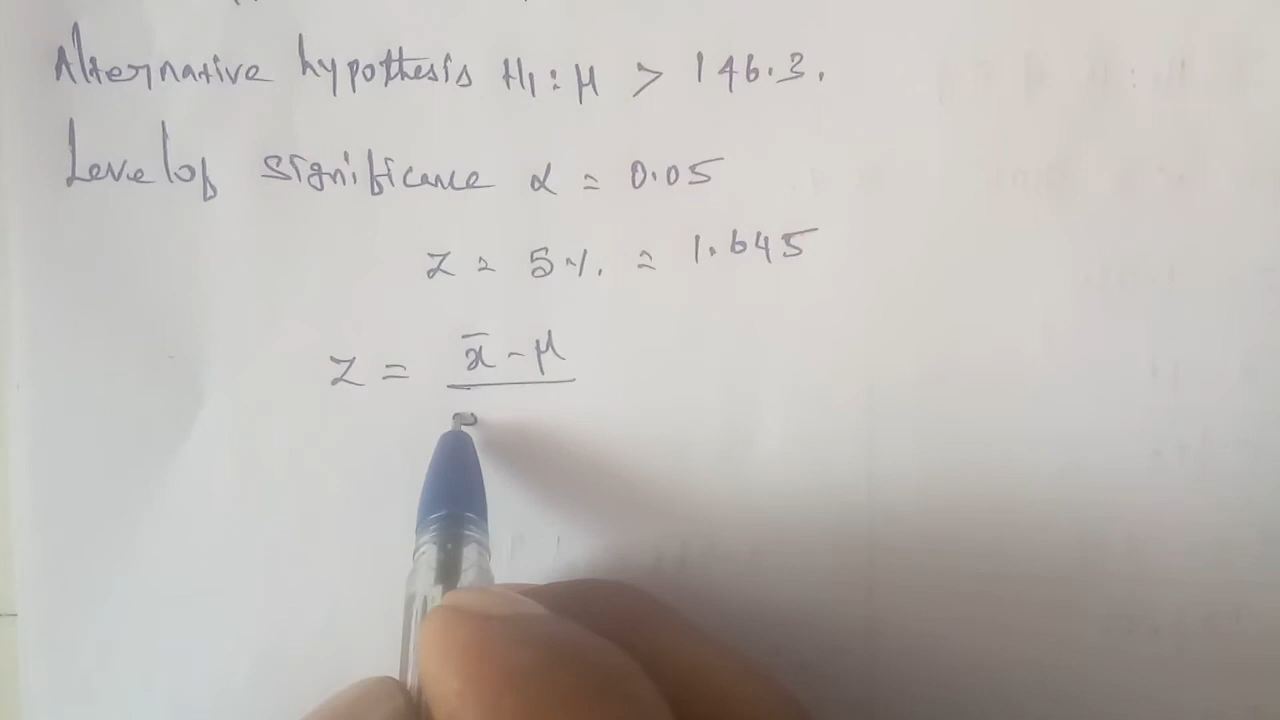 Alternative hypothesis H1 : μ > 146.3.
Level of significance α = 0.05
Z = 5%. = 1.645
Z = x̄ - μ